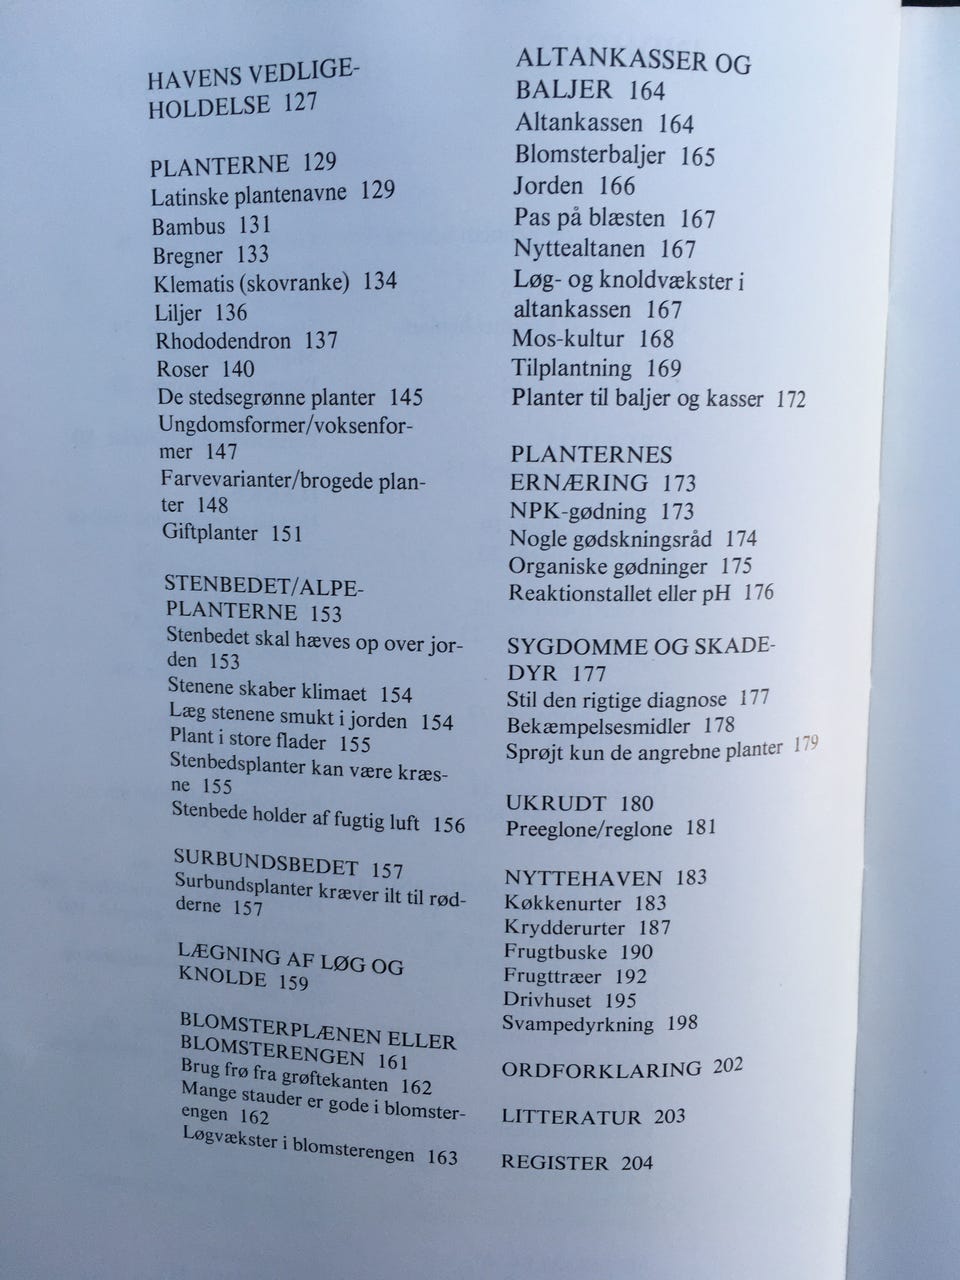 HAVENS VEDLIGE-
HOLDELSE 127
PLANTERNE 129
Latinske plantenavne 129
Bambus 131
Bregner 133
Klematis (skovranke) 134
Liljer 136
Rhododendron 137
Roser 140
De stedsegrønne planter 145
Ungdomsformer/voksenfor-
mer 147
Farvevarianter/brogede plan-
ter 148
Giftplanter 151
STENBEDET/ALPE-
PLANTERNE 153
Stenbedet skal hæves op over jor-
den 153
Stenene skaber klimaet 154
Læg stenene smukt i jorden 154
Plant i store flader 155
Stenbedsplanter kan være kræs-
ne 155
Stenbede holder af fugtig luft 156
SURBUNDSBEDET 157
Surbundsplanter kræver ilt til rød-
derne 157
LÆGNING AF LØG OG
KNOLDE 159
BLOMSTERPLÆNEN ELLER
BLOMSTERENGEN 161
Brug frø fra grøftekanten 162
Mange stauder er gode i blomster-
engen 162
Løgvækster i blomsterengen 163
ALTANKASSER OG
BALJER 164
Altankassen 164
Blomsterbaljer 165
Jorden 166
Pas på blæsten 167
Nyttealtanen 167
Løg- og knoldvækster i
altankassen 167
Mos-kultur 168
Tilplantning 169
Planter til baljer og kasser 172
PLANTERNES
ERNÆRING 173
NPK-gødning 173
Nogle gødskningsråd 174
Organiske gødninger 175
Reaktionstallet eller pH 176
SYGDOMME OG SKADE-
DYR 177
Stil den rigtige diagnose 177
Bekæmpelsesmidler 178
Sprøjt kun de angrebne planter 179
UKRUDT 180
Preeglone/reglone 181
NYTTEHAVEN 183
Køkkenurter 183
Krydderurter 187
Frugtbuske 190
Frugttræer 192
Drivhuset 195
Svampedyrkning 198
ORDFORKLARING 202
LITTERATUR 203
REGISTER 204